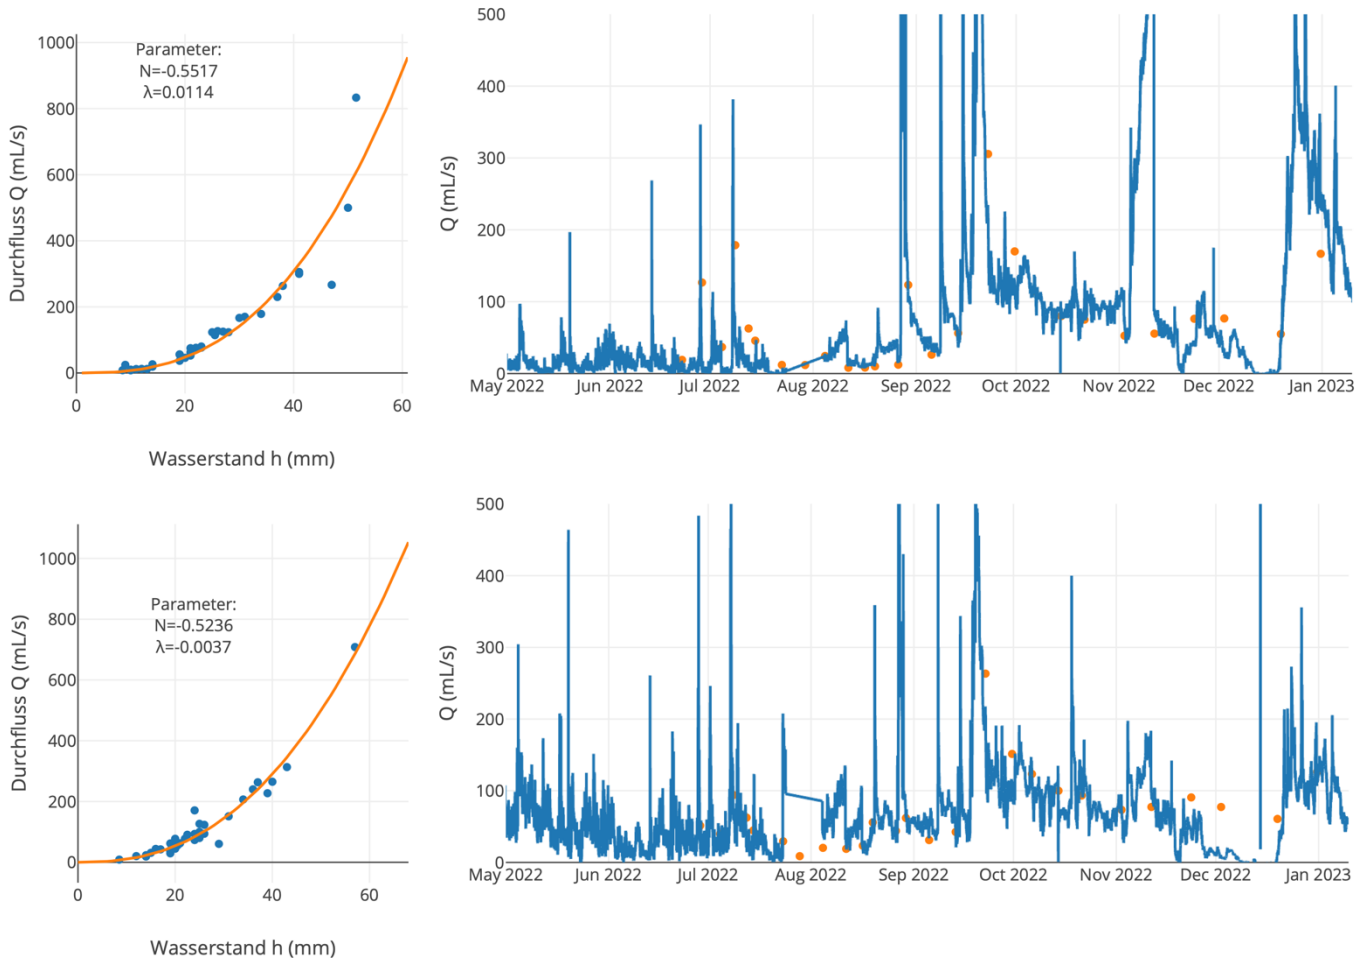 1000
800
600
400
200
0
Durchfluss Q (mL/s)
Parameter:
N=-0.5517
λ=0.0114
0 20 40 60
Wasserstand h (mm)
500
400
300
200
100
0
Q (mL/s)
May 2022 Jun 2022 Jul 2022 Aug 2022 Sep 2022 Oct 2022 Nov 2022 Dec 2022 Jan 2023
1000
800
600
400
200
0
Durchfluss Q (mL/s)
Parameter:
N=-0.5236
λ=-0.0037
0 20 40 60
Wasserstand h (mm)
500
400
300
200
100
0
Q (mL/s)
May 2022 Jun 2022 Jul 2022 Aug 2022 Sep 2022 Oct 2022 Nov 2022 Dec 2022 Jan 2023